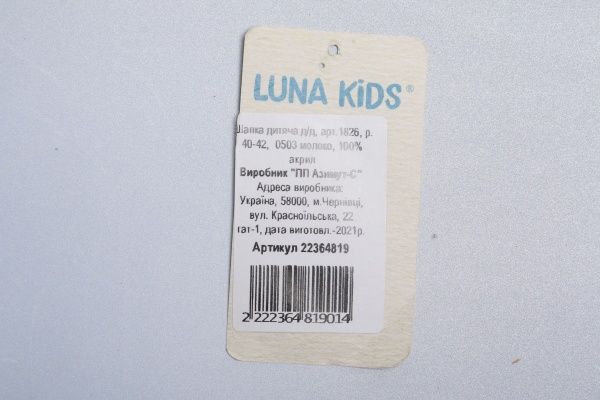 LUNA KiDS®
Шапка дитяча д/д, арт.1826, р.
40-42, 0503 молоко, 100%
акрил
Виробник "ПП Азимут-С"
Адреса виробника:
Україна, 58000, м.Чернівці,
вул. Красноїльська, 22
гат-1, дата виготовл.-2021р.
Артикул 22364819
2 222364 819014